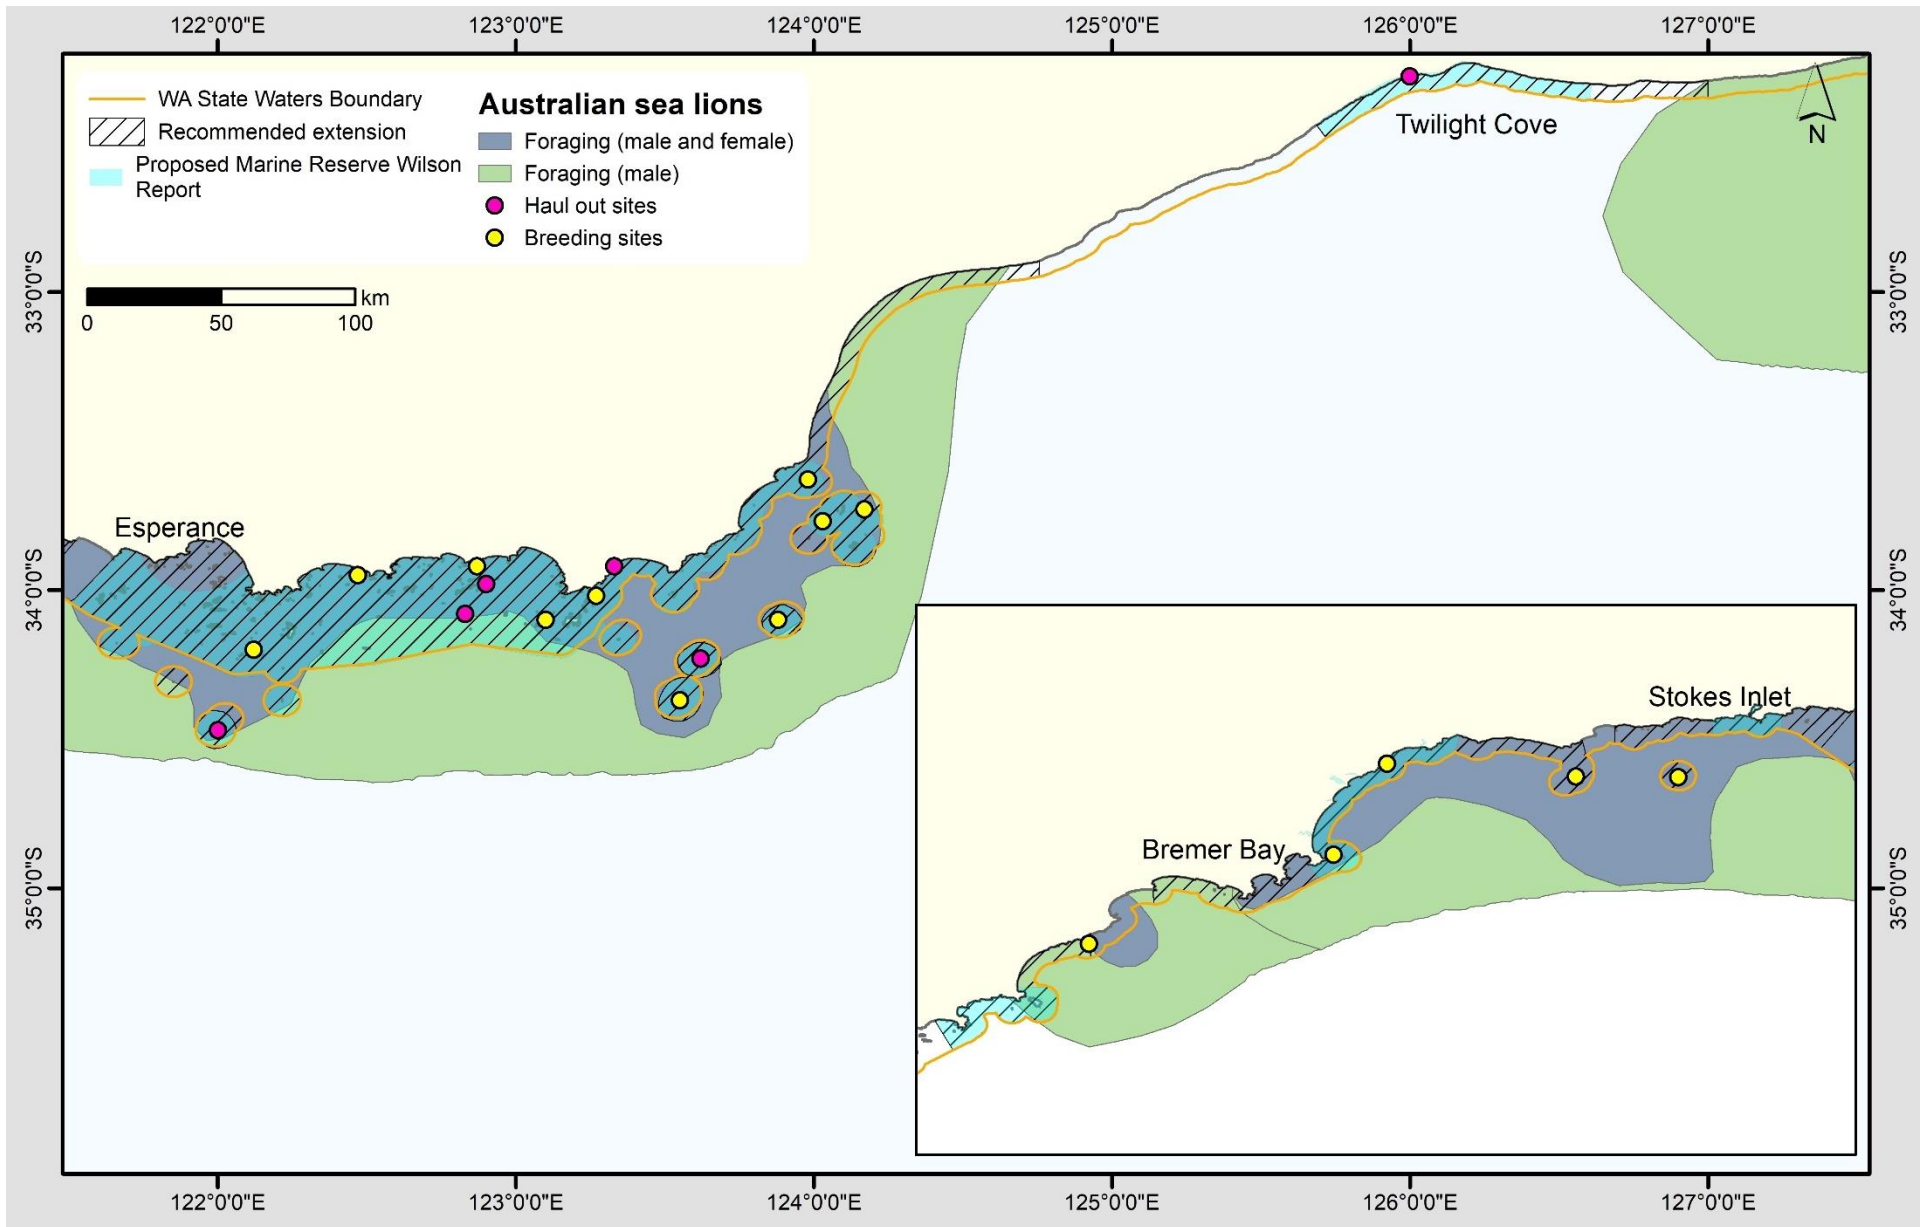 122°0'0"E 123°0'0"E 124°0'0"E 125°0'0"E 126°0'0"E 127°0'0"E
WA State Waters Boundary
Recommended extension
Proposed Marine Reserve Wilson
Report
Australian sea lions
Foraging (male and female)
Foraging (male)
Haul out sites
Breeding sites
km
0 50 100
Twilight Cove
N
33°0'0"S
33°0'0"S
Esperance
34°0'0"S
34°0'0"S
Stokes Inlet
Bremer Bay
35°0'0"S
35°0'0"S
122°0'0"E 123°0'0"E 124°0'0"E 125°0'0"E 126°0'0"E 127°0'0"E